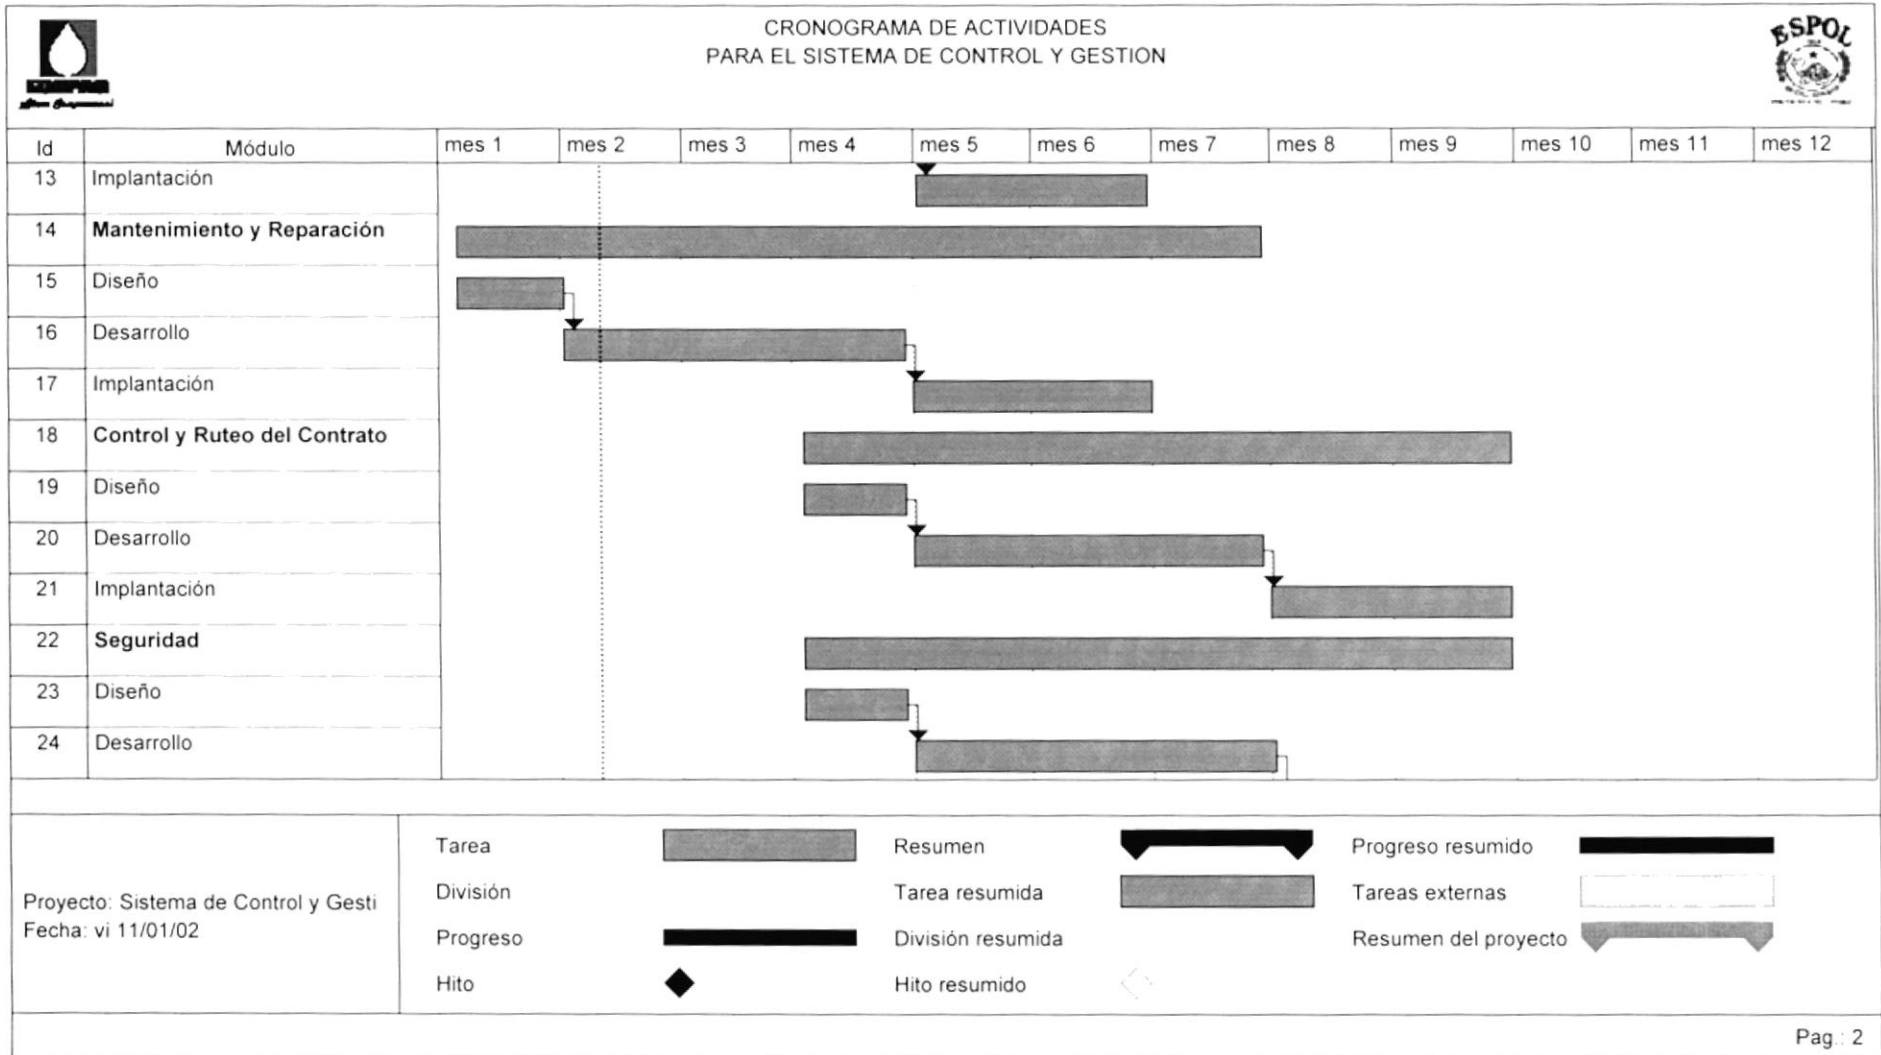 CRONOGRAMA DE ACTIVIDADES
PARA EL SISTEMA DE CONTROL Y GESTION
ESPOL
Id Módulo mes 1 mes 2 mes 3 mes 4 mes 5 mes 6 mes 7 mes 8 mes 9 mes 10 mes 11 mes 12
13 Implantación
14 Mantenimiento y Reparación
15 Diseño
16 Desarrollo
17 Implantación
18 Control y Ruteo del Contrato
19 Diseño
20 Desarrollo
21 Implantación
22 Seguridad
23 Diseño
24 Desarrollo
Proyecto: Sistema de Control y Gesti
Fecha: vi 11/01/02
Tarea Resumen Progreso resumido
División Tarea resumida Tareas externas
Progreso División resumida Resumen del proyecto
Hito Hito resumido
Pag.: 2